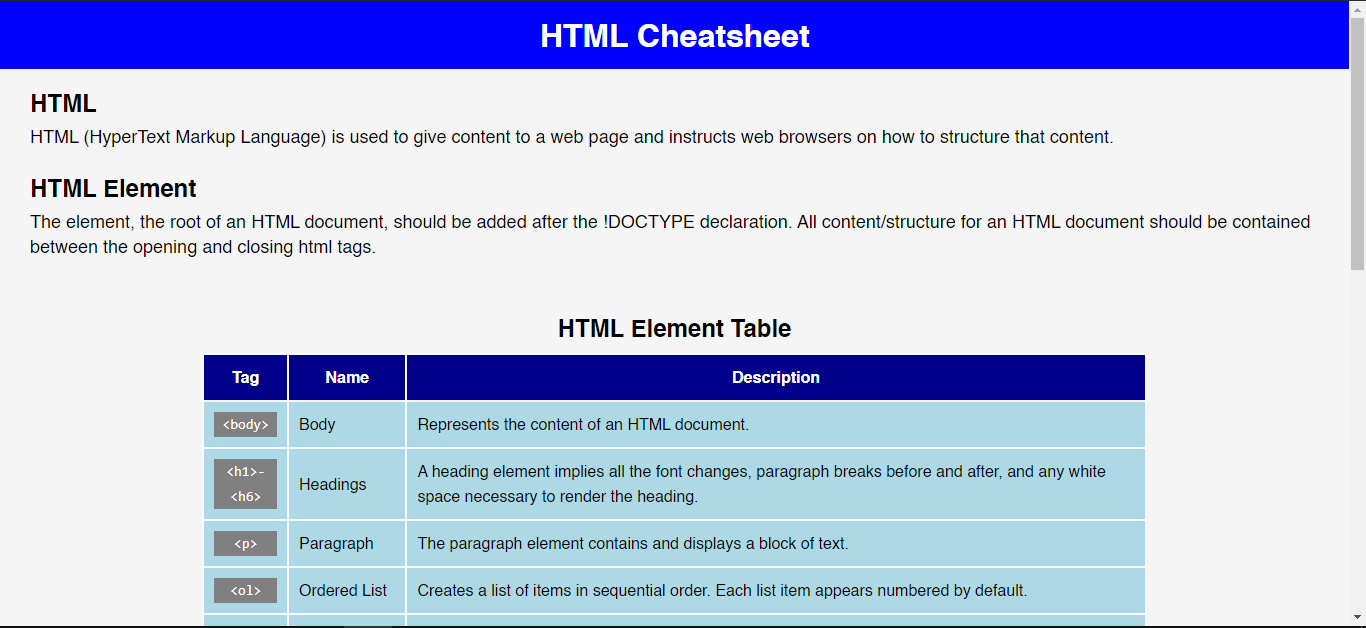 HTML Cheatsheet
HTML
HTML (HyperText Markup Language) is used to give content to a web page and instructs web browsers on how to structure that content.
HTML Element
The element, the root of an HTML document, should be added after the !DOCTYPE declaration. All content/structure for an HTML document should be contained
between the opening and closing html tags.
HTML Element Table
Tag Name Description
<body> Body Represents the content of an HTML document.
<h1>-
<h6>
Headings
A heading element implies all the font changes, paragraph breaks before and after, and any white
space necessary to render the heading.
<p> Paragraph The paragraph element contains and displays a block of text.
<ol> Ordered List Creates a list of items in sequential order. Each list item appears numbered by default.